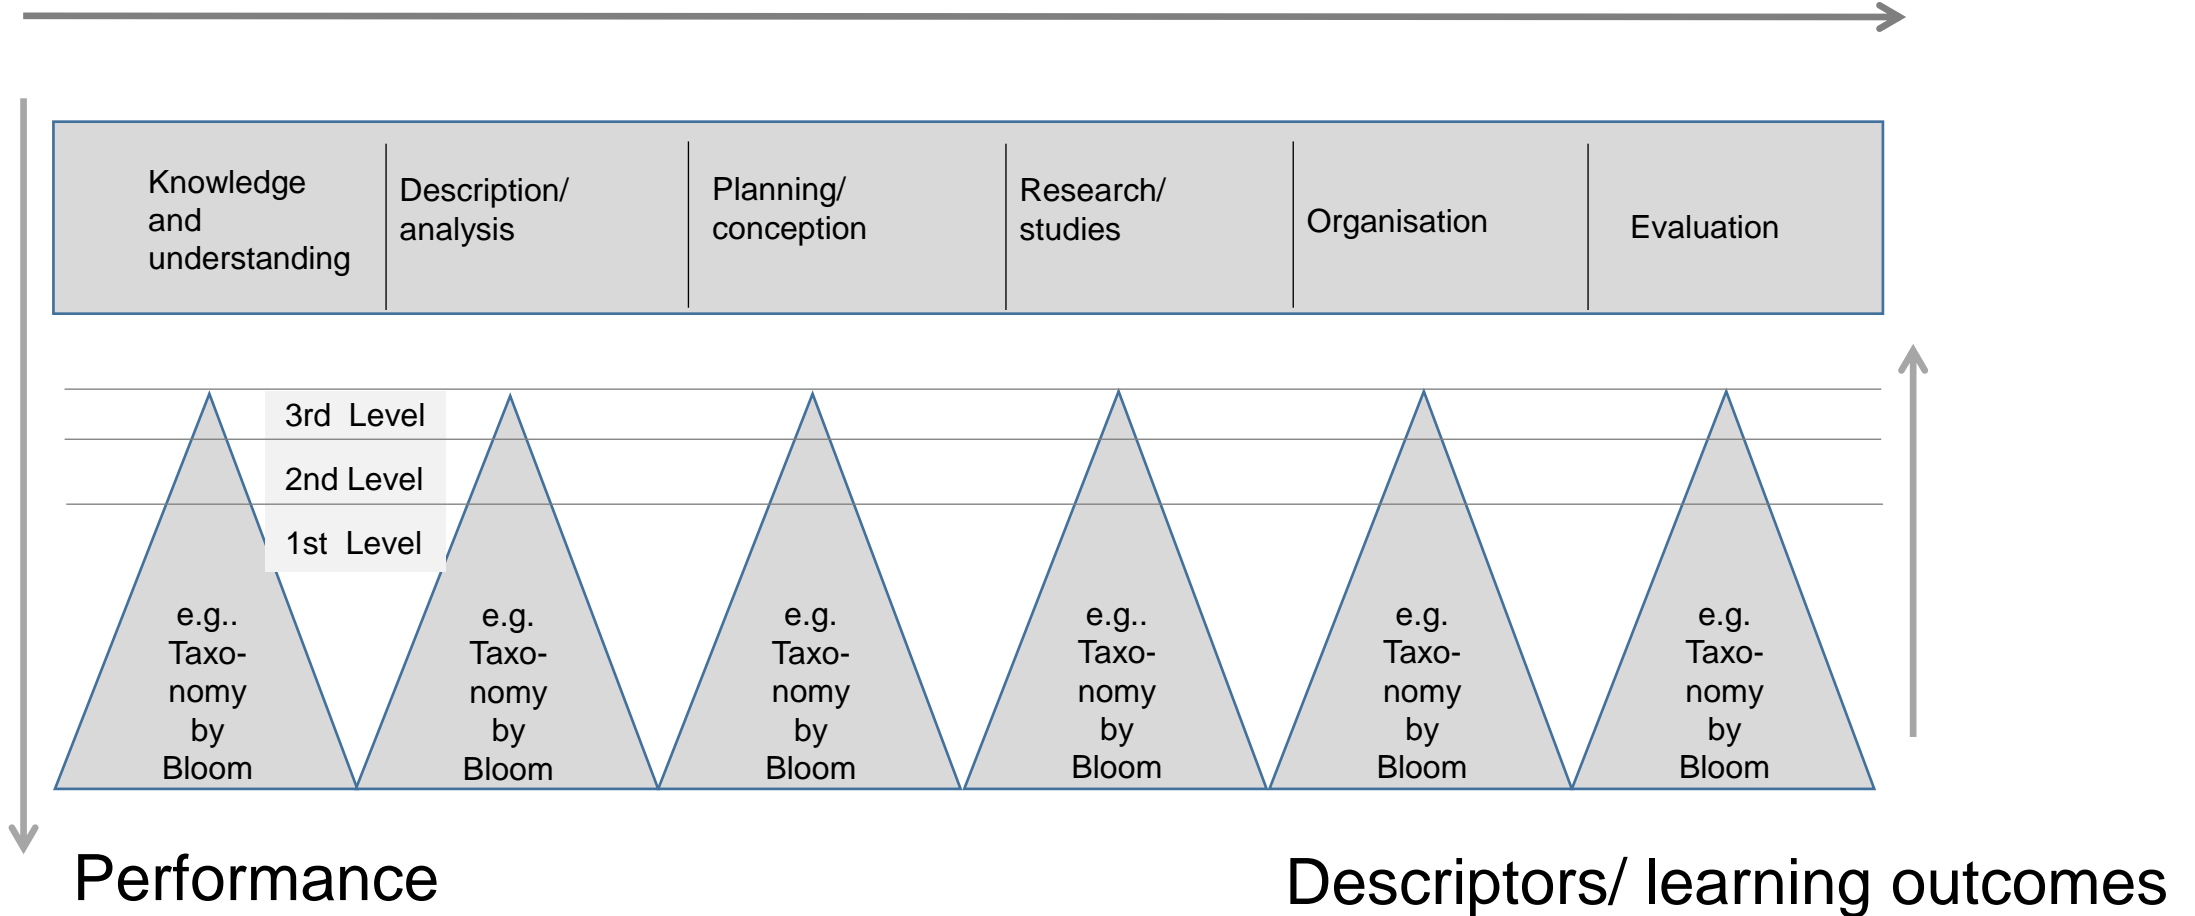 Knowledge
and
understanding
Description/
analysis
Planning/
conception
Research/
studies
Organisation
Evaluation
3rd  Level
2nd Level
1st  Level
e.g..
Taxo-
nomy
by
Bloom
e.g.
Taxo-
nomy
by
Bloom
e.g.
Taxo-
nomy
by
Bloom
e.g..
Taxo-
nomy
by
Bloom
e.g.
Taxo-
nomy
by
Bloom
e.g.
Taxo-
nomy
by
Bloom
Performance
Descriptors/ learning outcomes